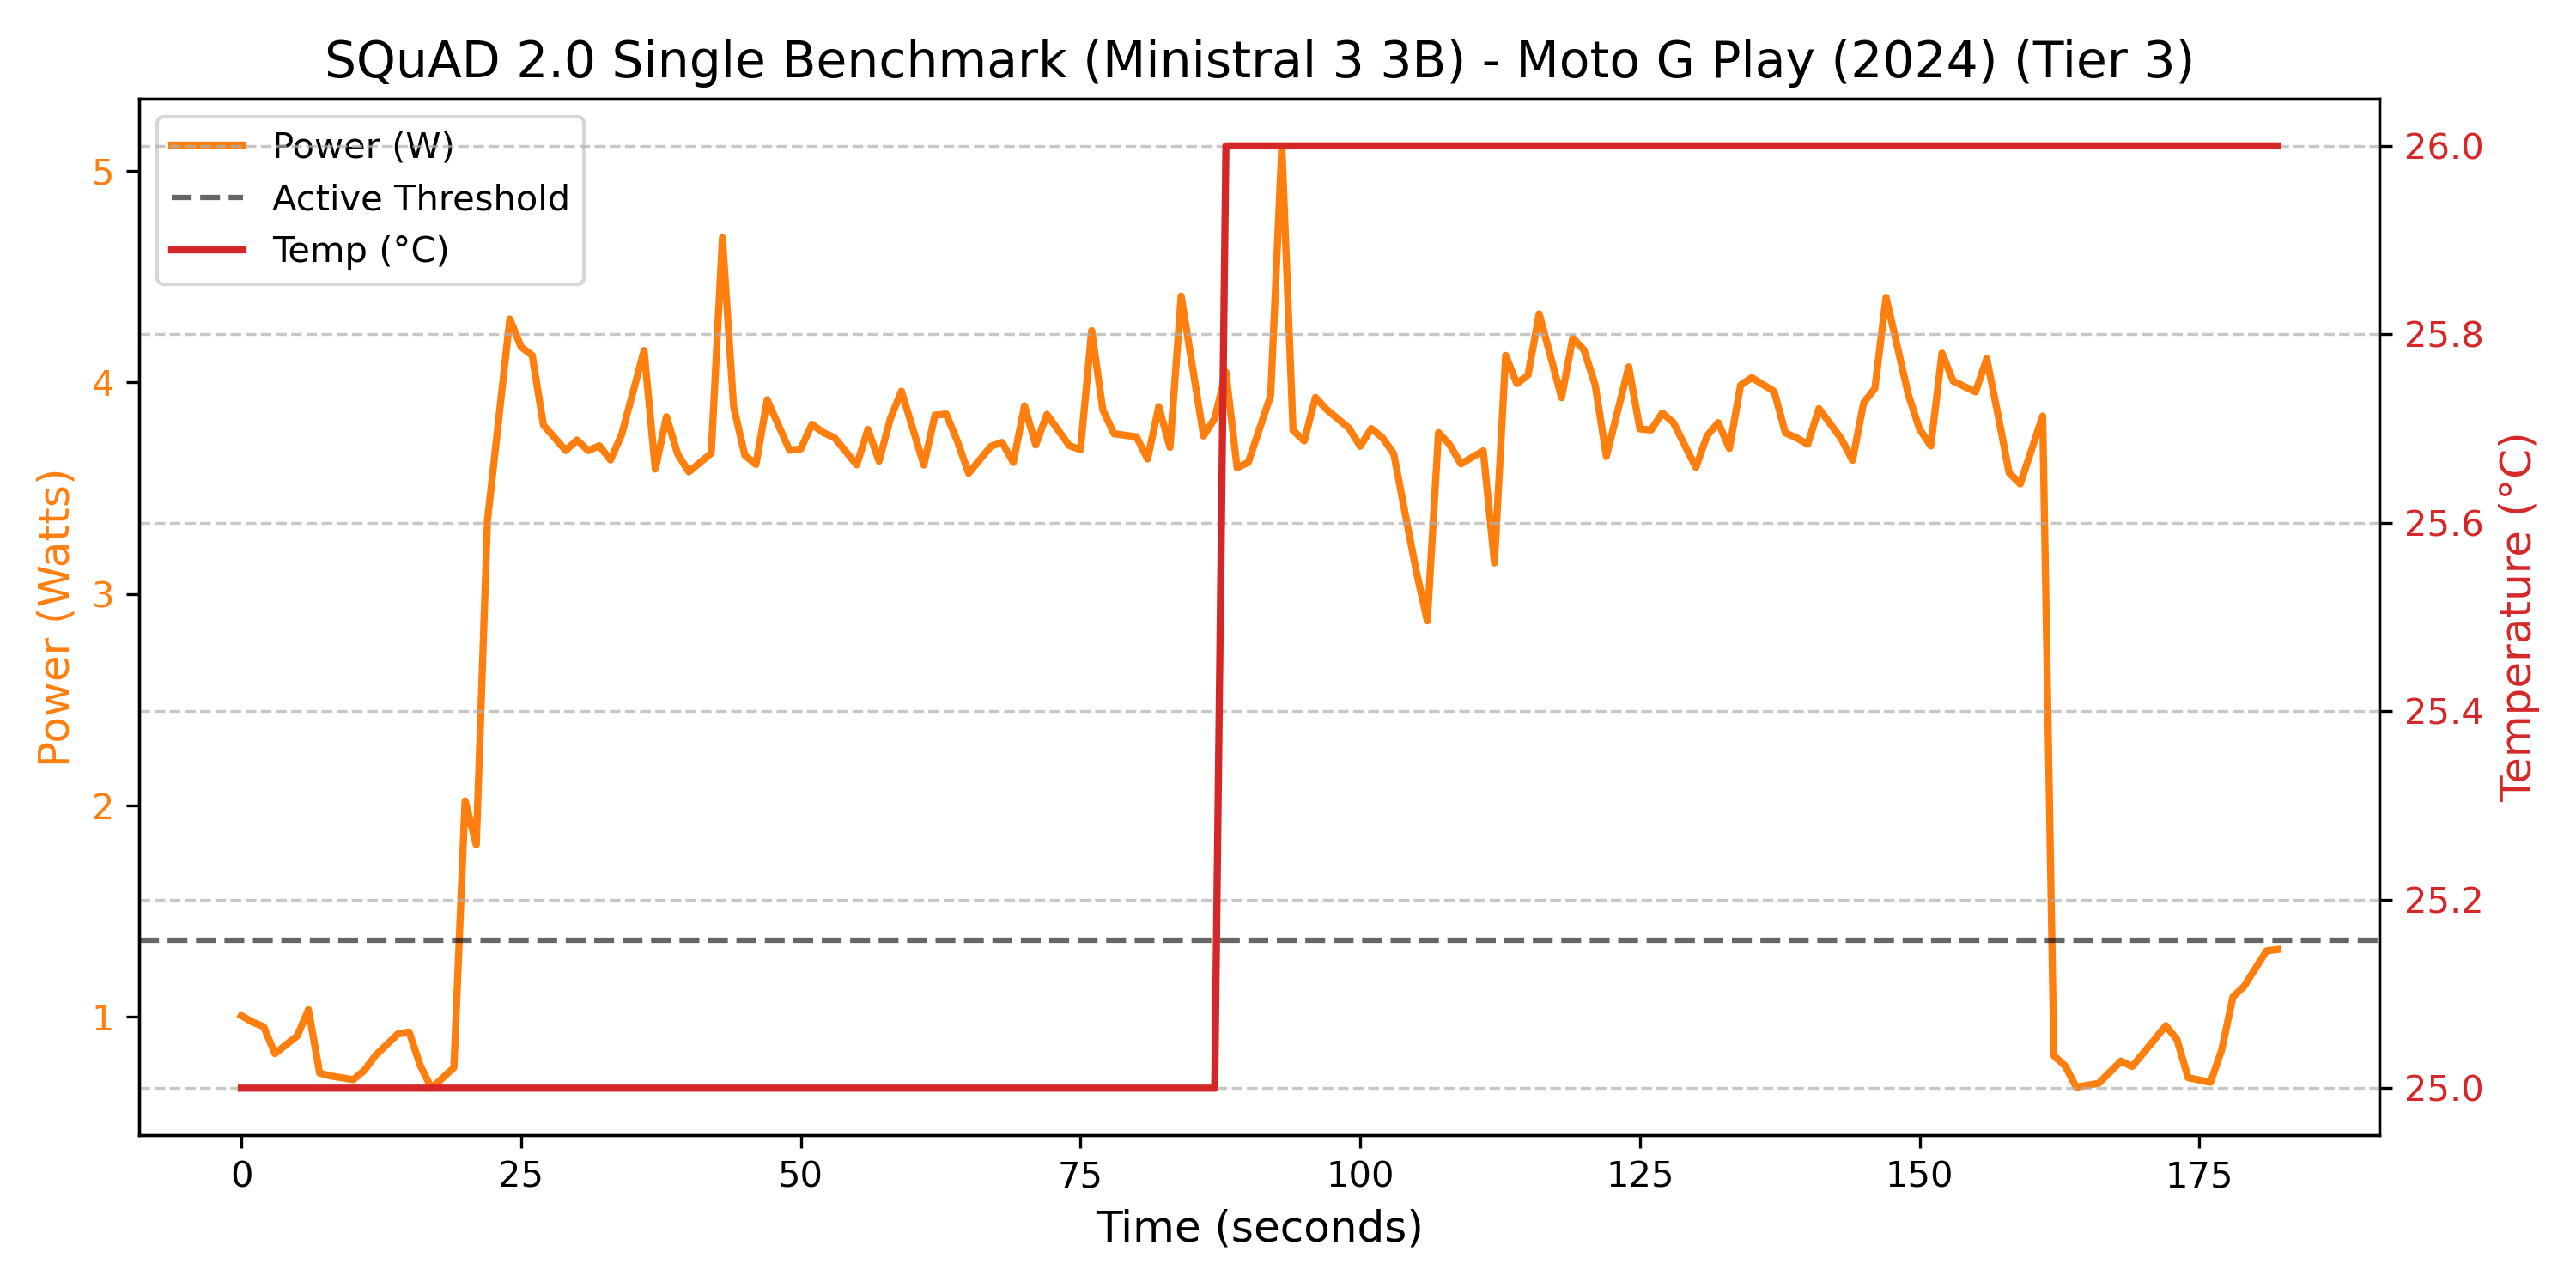 SQuAD 2.0 Single Benchmark (Ministral 3 3B) - Moto G Play (2024) (Tier 3)
Power (W)
Active Threshold
Temp (°C)
Power (Watts)
5
4
3
2
1
26.0
25.8
25.6
25.4
25.2
25.0
Temperature (°C)
0 25 50 75 100 125 150 175
Time (seconds)